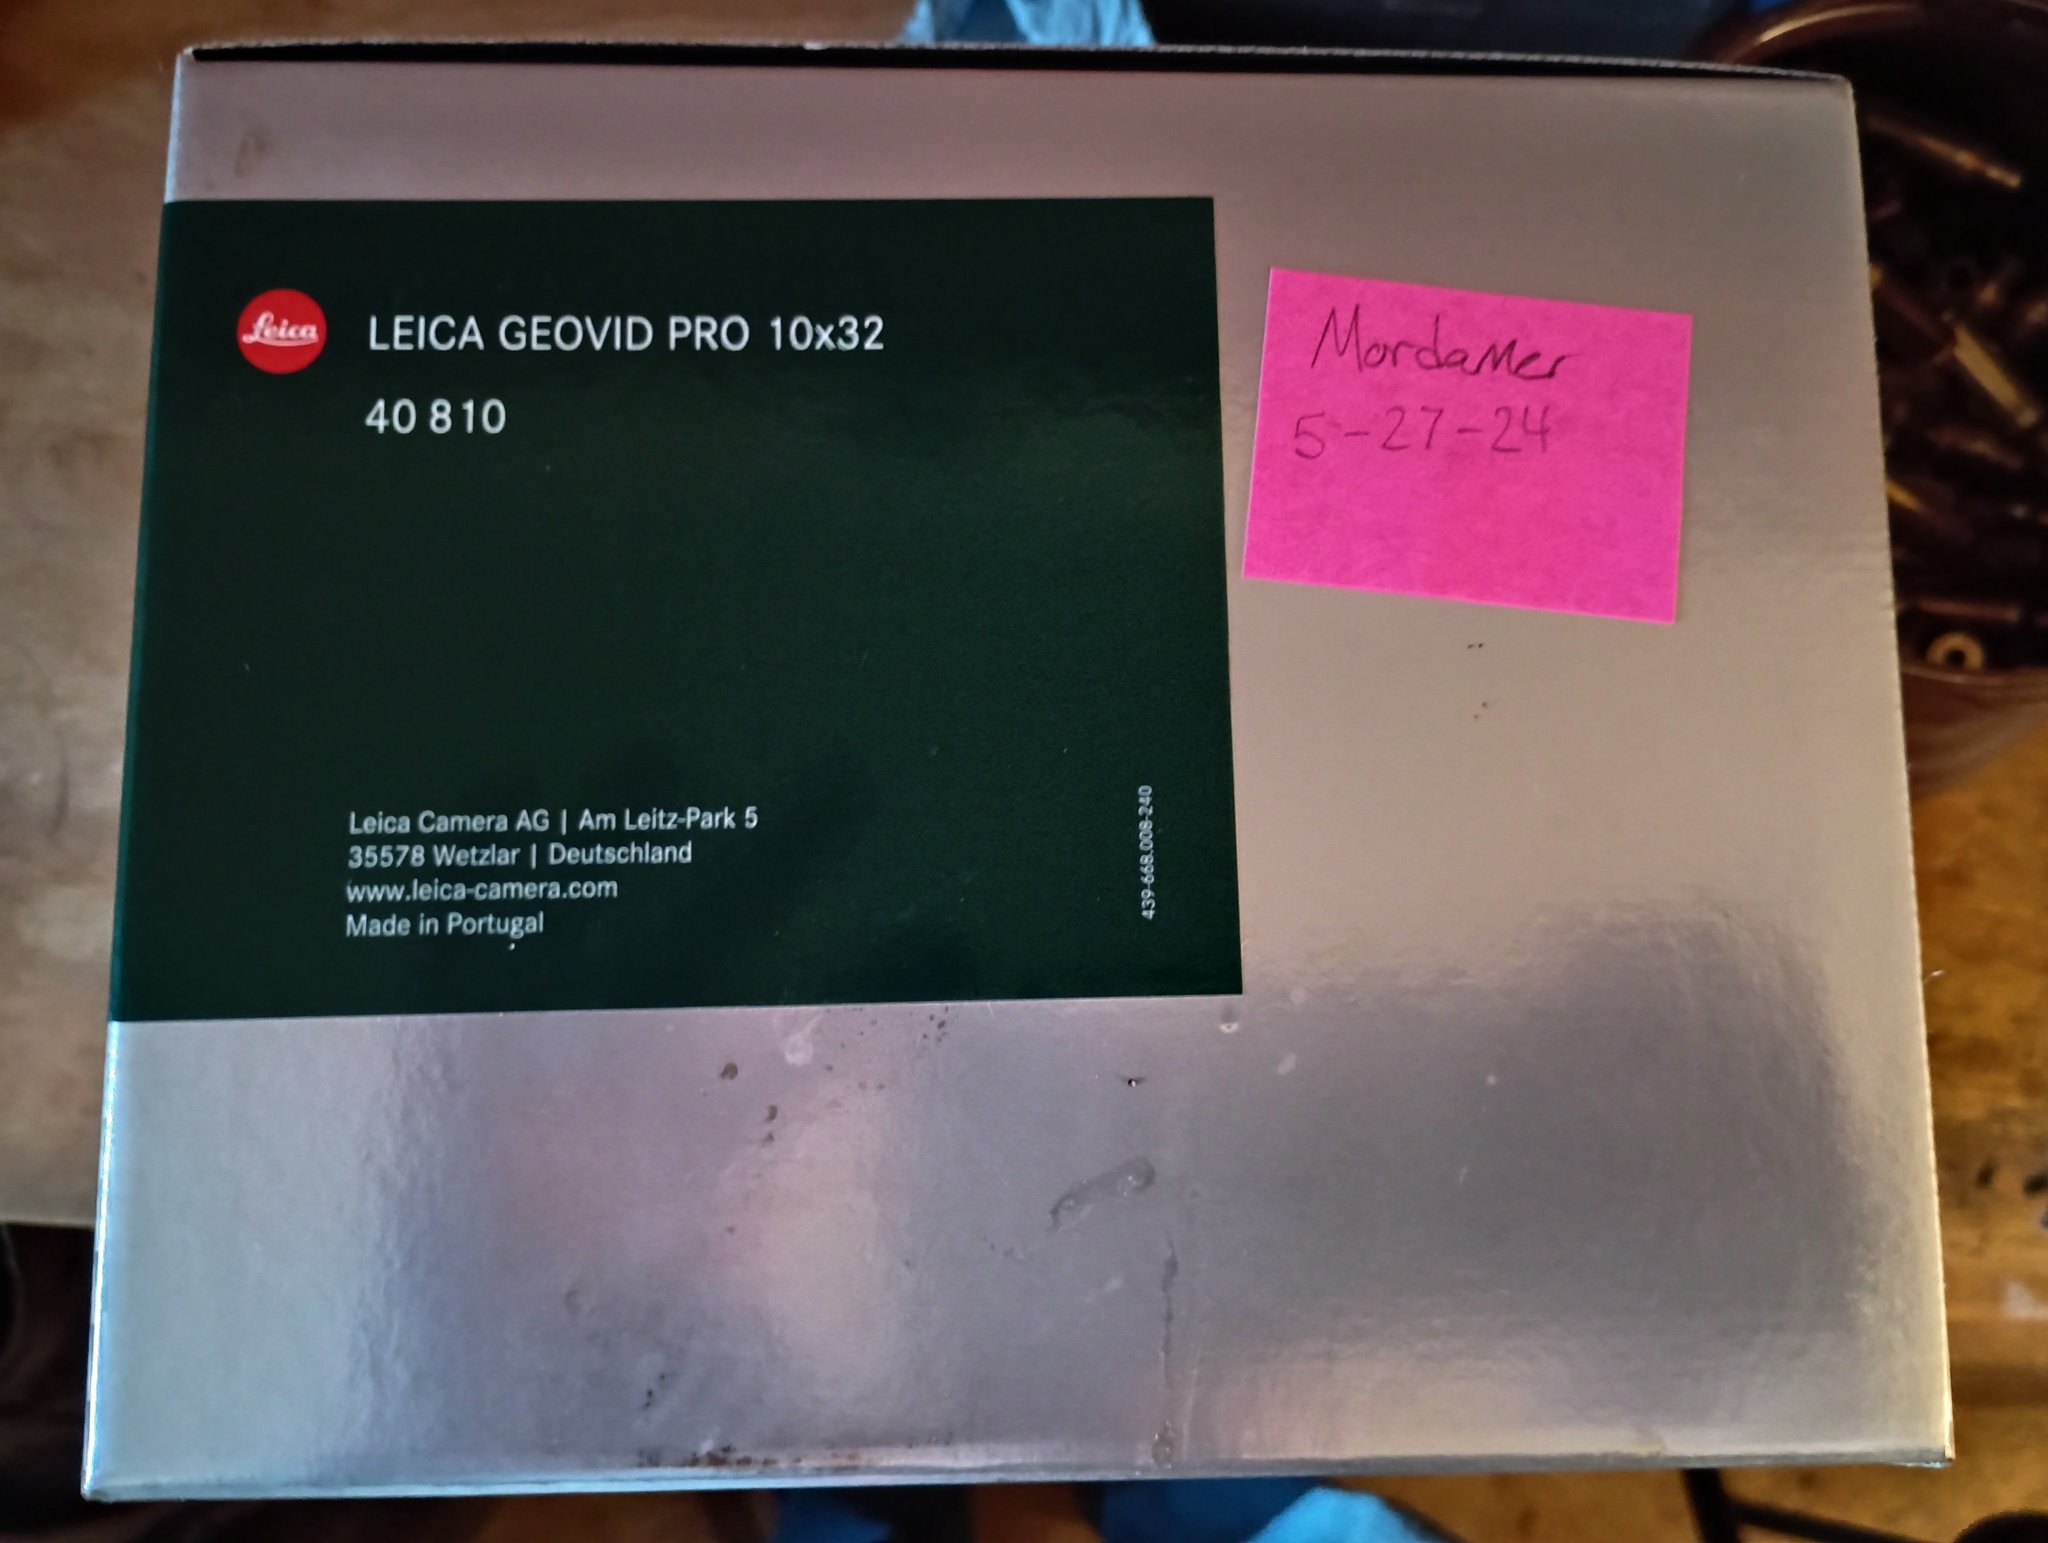 Leica
LEICA GEOVID PRO 10x32
40 810
Mordamer
5-27-24
Leica Camera AG | Am Leitz-Park 5
35578 Wetzlar | Deutschland
www.leica-camera.com
Made in Portugal
439-668.008-240